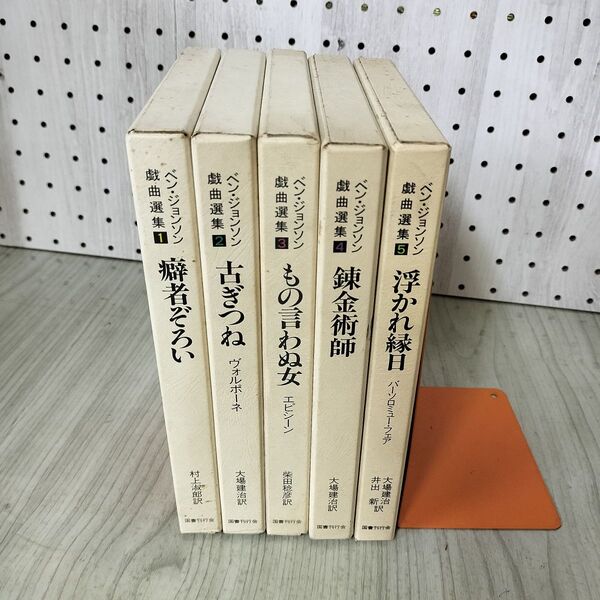 ベン・ジョンソン
戯曲選集 1
癖者ぞろい
村上淑郎訳
国書刊行会
ベン・ジョンソン
戯曲選集 2
古ぎつね
ヴォルポーネ
大場建治訳
国書刊行会
ベン・ジョンソン
戯曲選集 3
もの言わぬ女
エピシーン
柴田稔彦訳
国書刊行会
ベン・ジョンソン
戯曲選集 4
錬金術師
大場建治訳
国書刊行会
ベン・ジョンソン
戯曲選集 5
浮かれ縁日
バーソロミュー・フェア
大場建治
井出 新訳
国書刊行会